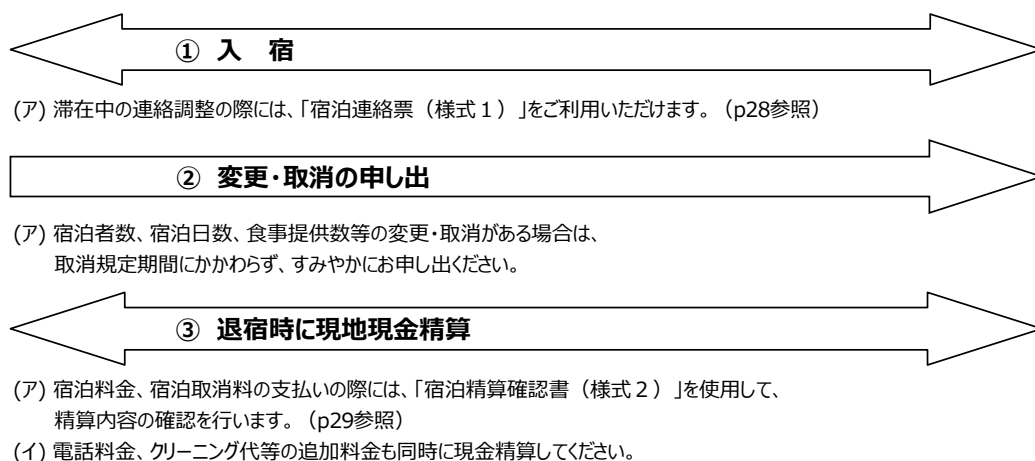 ① 入　宿
(ア) 滞在中の連絡調整の際には、「宿泊連絡票（様式１）」をご利用いただけます。（p28参照）
② 変更・取消の申し出
(ア) 宿泊者数、宿泊日数、食事提供数等の変更・取消がある場合は、
取消規定期間にかかわらず、すみやかにお申し出ください。
③ 退宿時に現地現金精算
(ア) 宿泊料金、宿泊取消料の支払いの際には、「宿泊精算確認書（様式２）」を使用して、
精算内容の確認を行います。（p29参照）
(イ) 電話料金、クリーニング代等の追加料金も同時に現金精算してください。